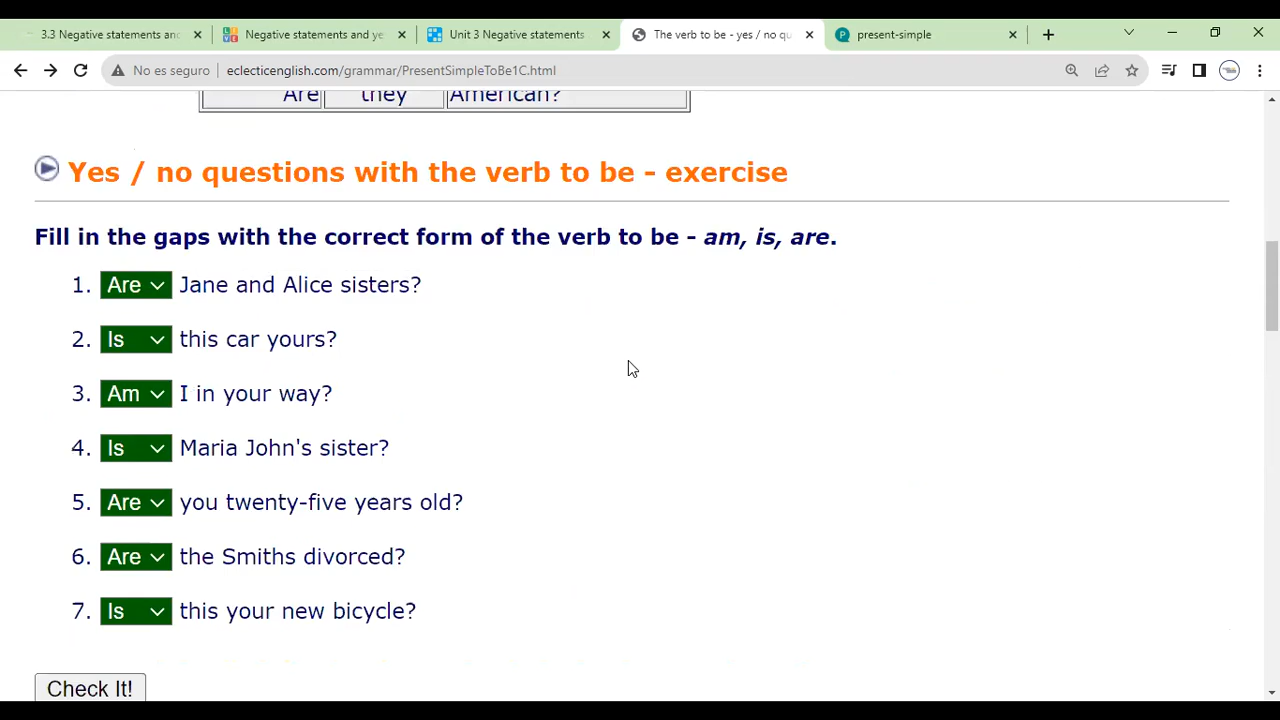 3.3 Negative statements and
Negative statements and ye
Unit 3 Negative statements
The verb to be - yes / no qu
present-simple
No es seguro
eclecticenglish.com/grammar/PresentSimpleToBe1C.html
Are they American?
Yes / no questions with the verb to be - exercise
Fill in the gaps with the correct form of the verb to be - am, is, are.
1. Are Jane and Alice sisters?
2. Is this car yours?
3. Am I in your way?
4. Is Maria John's sister?
5. Are you twenty-five years old?
6. Are the Smiths divorced?
7. Is this your new bicycle?
Check It!